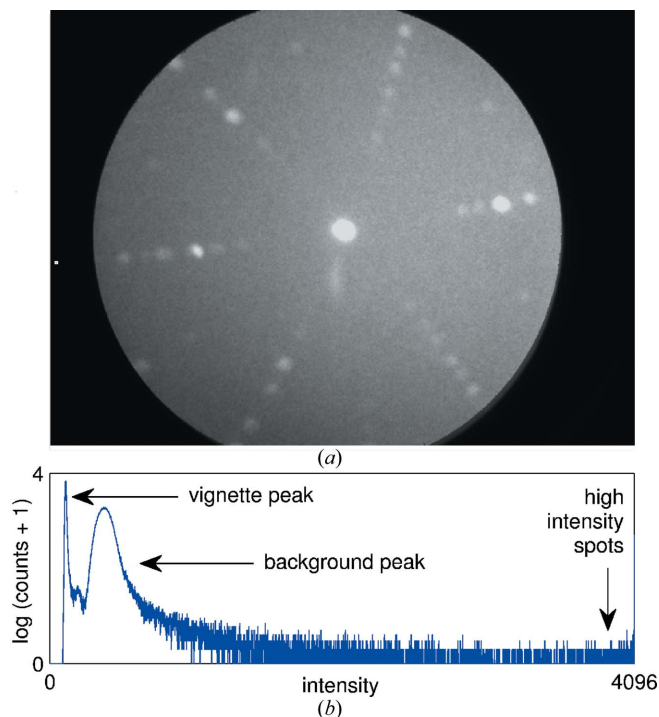 (a)
4
log (counts + 1)
0
vignette peak
background peak
high
intensity
spots
0
intensity
4096
(b)